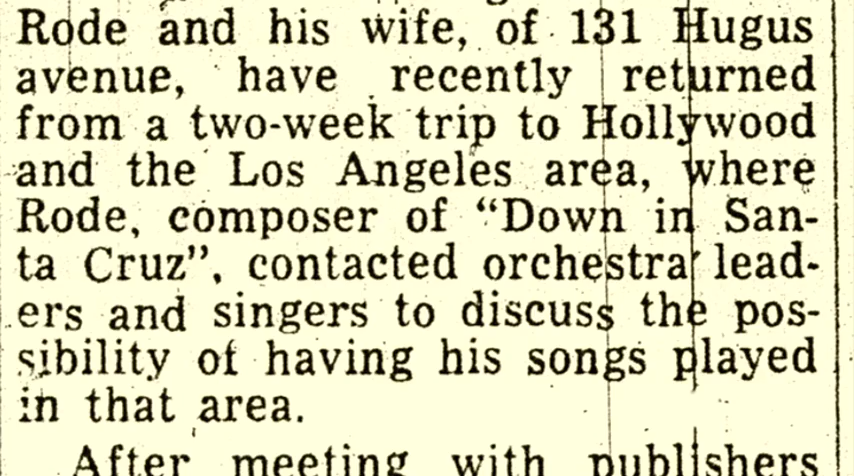 Rode and his wife, of 131 Hugus
avenue, have recently returned
from a two-week trip to Hollywood
and the Los Angeles area, where
Rode, composer of “Down in San-
ta Cruz”, contacted orchestra lead-
ers and singers to discuss the pos-
sibility of having his songs played
in that area.
After meeting with publishers